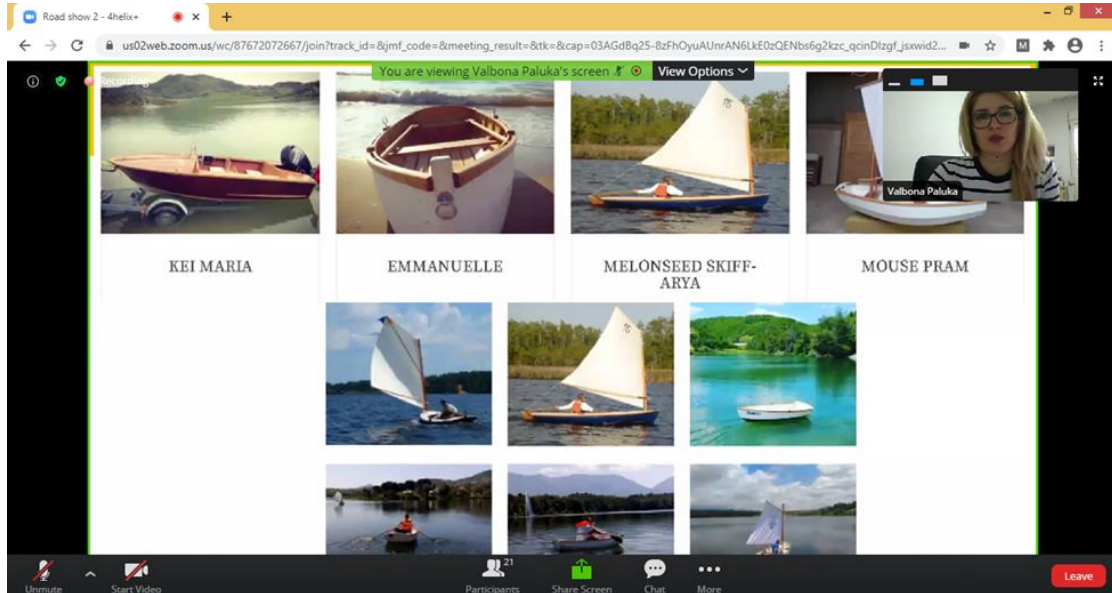 Road show 2 - 4helix+
us02web.zoom.us/wc/87672072667/join?track_id=&jmf_code=&meeting_result=&tk=&cap=03AGdBq25-8zFhOyuAUnrAN6LkE0zQENbs6g2kzc_qcinDlzgf_jsxwid2...
Recording
You are viewing Valbona Paluka's screen
View Options
Valbona Paluka
KEI MARIA
EMMANUELLE
MELONSEED SKIFF-
ARYA
MOUSE PRAM
Unmute
Start Video
21
Participants
Share Screen
Chat
More
Leave